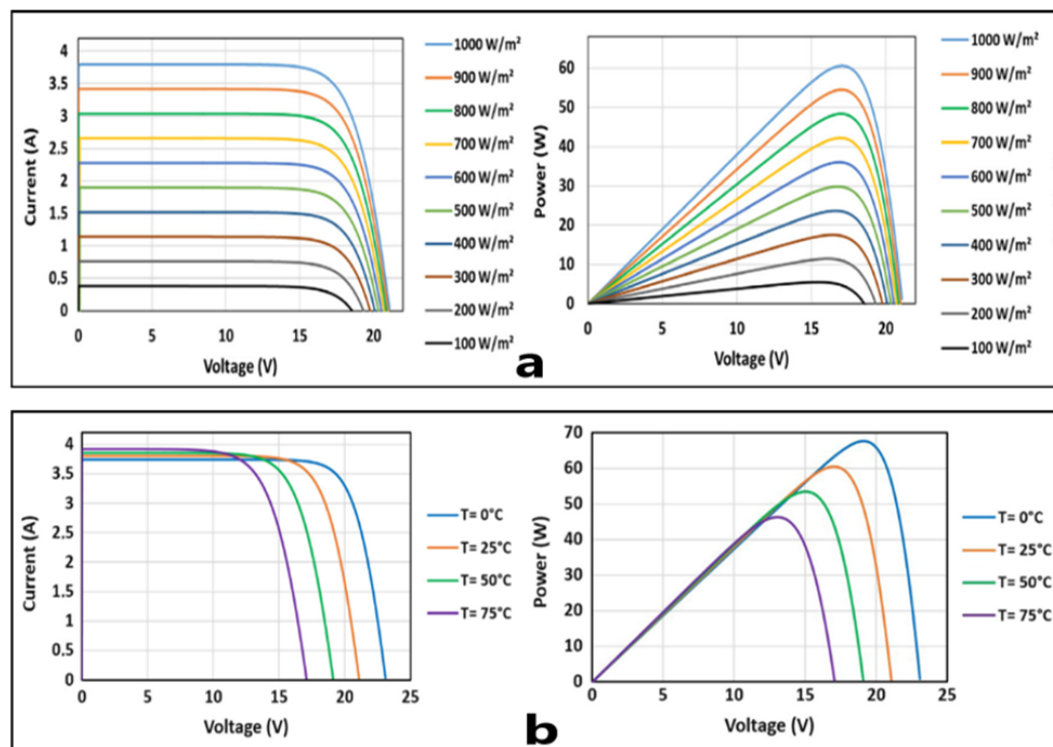 4
3.5
3
2.5
2
1.5
1
0.5
0
Current (A)
0 5 10 15 20
Voltage (V)
1000 W/m²
900 W/m²
800 W/m²
700 W/m²
600 W/m²
500 W/m²
400 W/m²
300 W/m²
200 W/m²
100 W/m²
60
50
40
30
20
10
0
Power (W)
0 5 10 15 20
Voltage (V)
1000 W/m²
900 W/m²
800 W/m²
700 W/m²
600 W/m²
500 W/m²
400 W/m²
300 W/m²
200 W/m²
100 W/m²
a
4
3.5
3
2.5
2
1.5
1
0.5
0
Current (A)
0 5 10 15 20 25
Voltage (V)
T= 0°C
T= 25°C
T= 50°C
T= 75°C
70
60
50
40
30
20
10
0
Power (W)
0 5 10 15 20 25
Voltage (V)
T= 0°C
T= 25°C
T= 50°C
T= 75°C
b